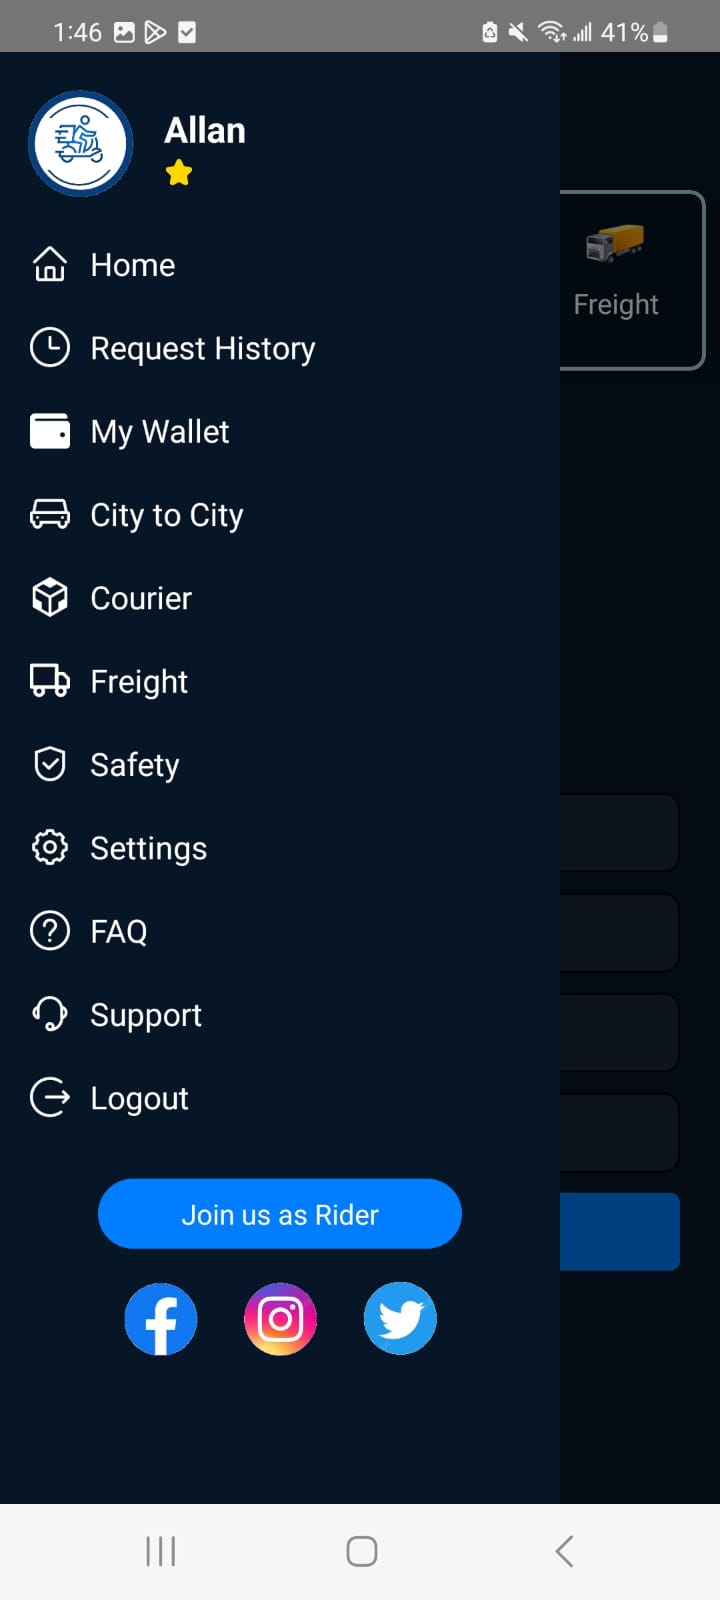 1:46 41%
Allan
Home
Freight
Request History
My Wallet
City to City
Courier
Freight
Safety
Settings
FAQ
Support
Logout
Join us as Rider